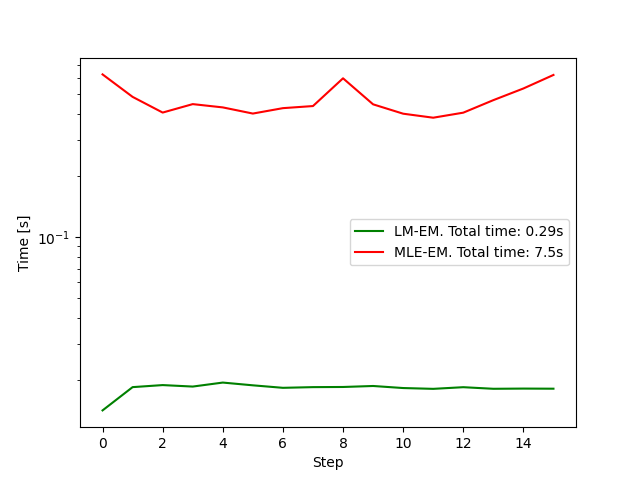 Time [s]
10⁻¹
LM-EM. Total time: 0.29s
MLE-EM. Total time: 7.5s
0 2 4 6 8 10 12 14
Step